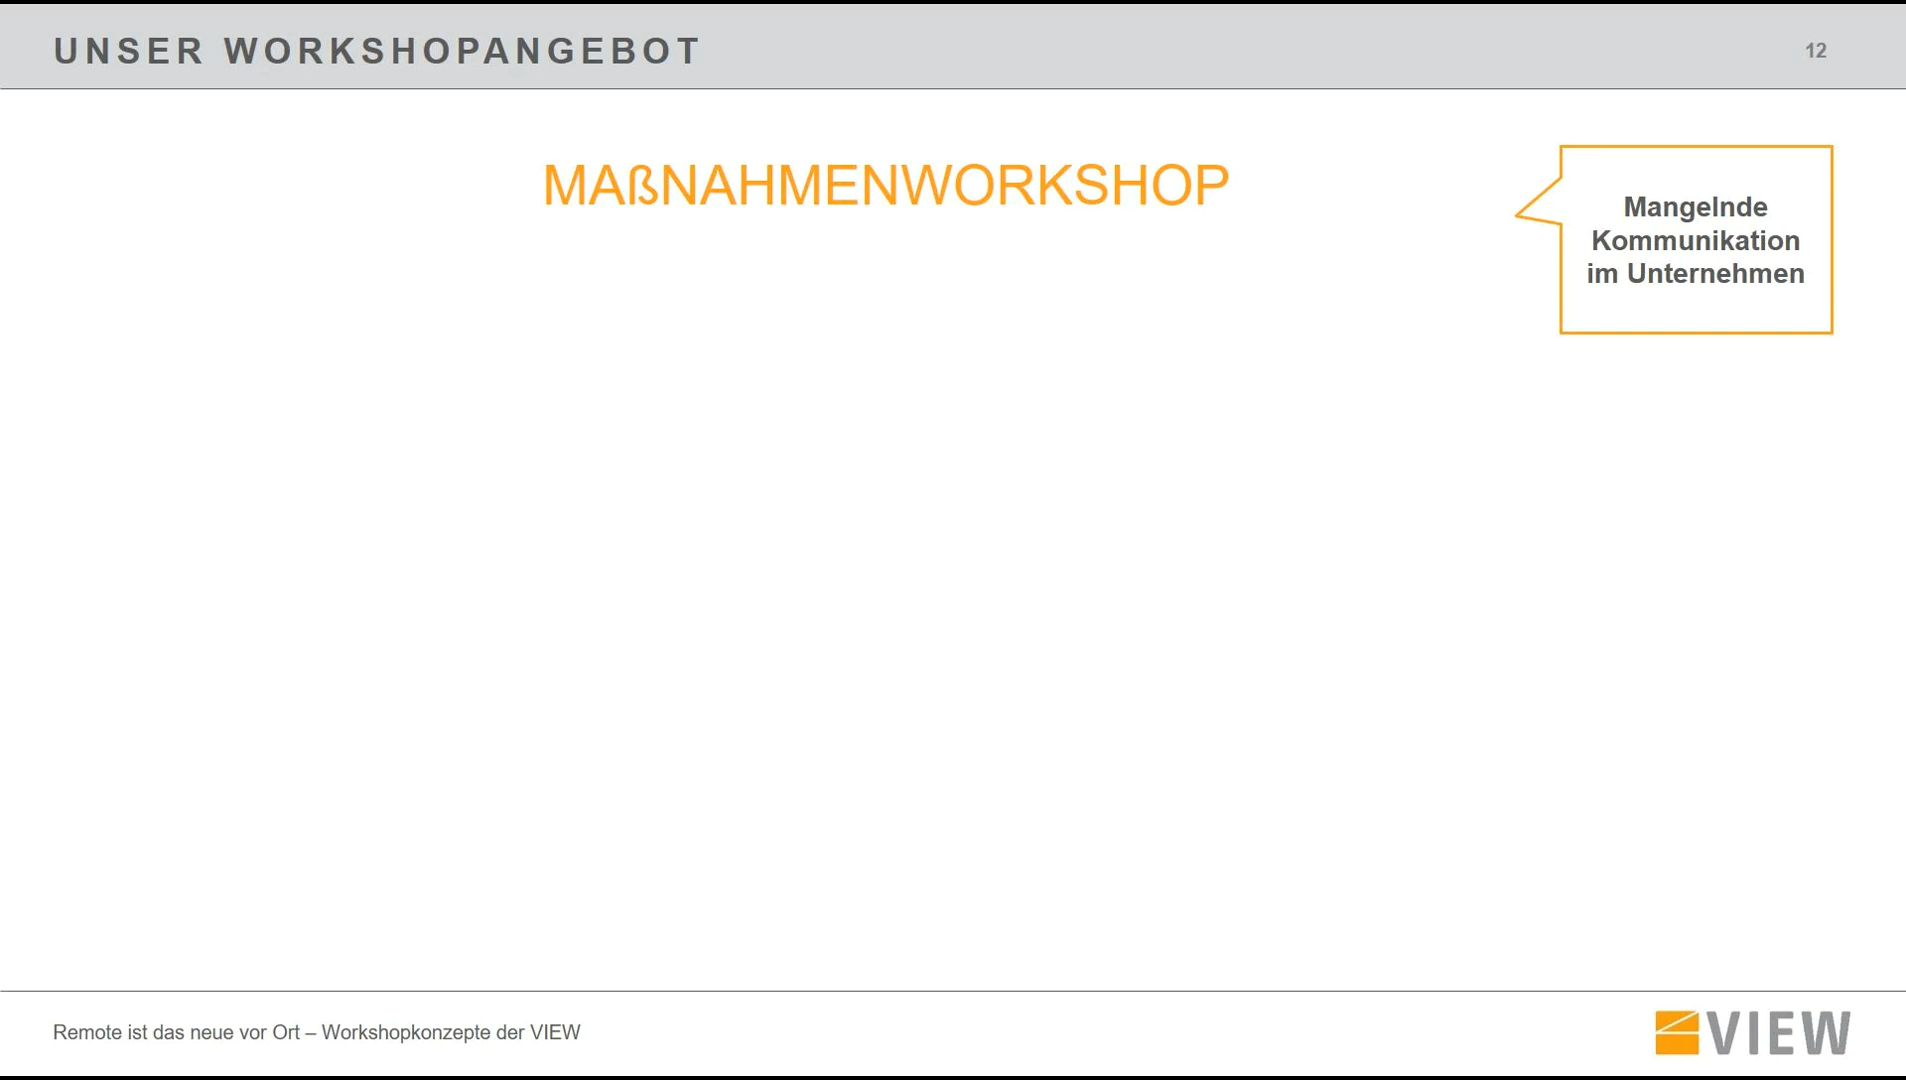 UNSER WORKSHOPANGEBOT
12
MAßNAHMENWORKSHOP
Mangelnde
Kommunikation
im Unternehmen
Remote ist das neue vor Ort – Workshopkonzepte der VIEW
VIEW